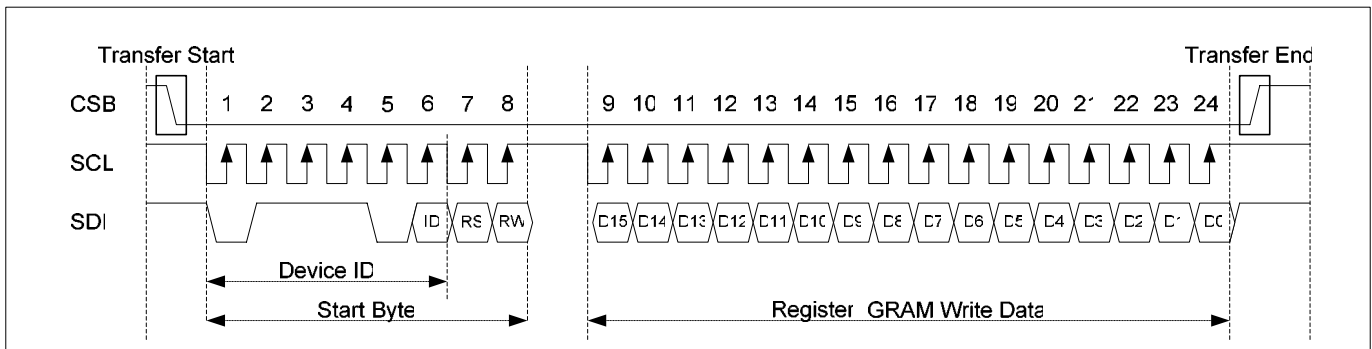 Transfer Start Transfer End
CSB 1 2 3 4 5 6 7 8 9 10 11 12 13 14 15 16 17 18 19 20 21 22 23 24
SCL
SDI ID RS RW D15 D14 D13 D12 D11 D10 D9 D8 D7 D6 D5 D4 D3 D2 D1 D0
Device ID
Start Byte Register GRAM Write Data